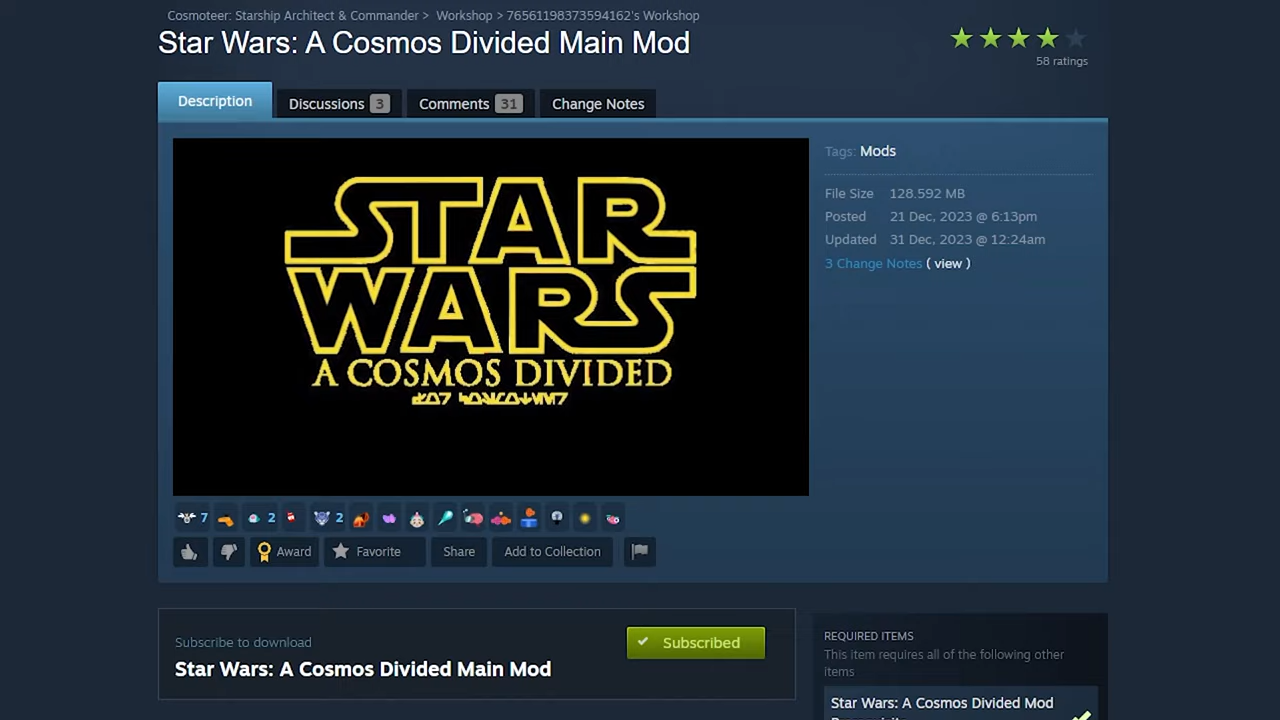 Cosmoteer: Starship Architect & Commander > Workshop > 76561198373594162's Workshop
Star Wars: A Cosmos Divided Main Mod
58 ratings
Description
Discussions 3
Comments 31
Change Notes
STAR
WARS
A COSMOS DIVIDED
Tags: Mods
File Size 128.592 MB
Posted 21 Dec, 2023 @ 6:13pm
Updated 31 Dec, 2023 @ 12:24am
3 Change Notes ( view )
7
2
2
Award
Favorite
Share
Add to Collection
Subscribe to download
Star Wars: A Cosmos Divided Main Mod
Subscribed
REQUIRED ITEMS
This item requires all of the following other
items
Star Wars: A Cosmos Divided Mod